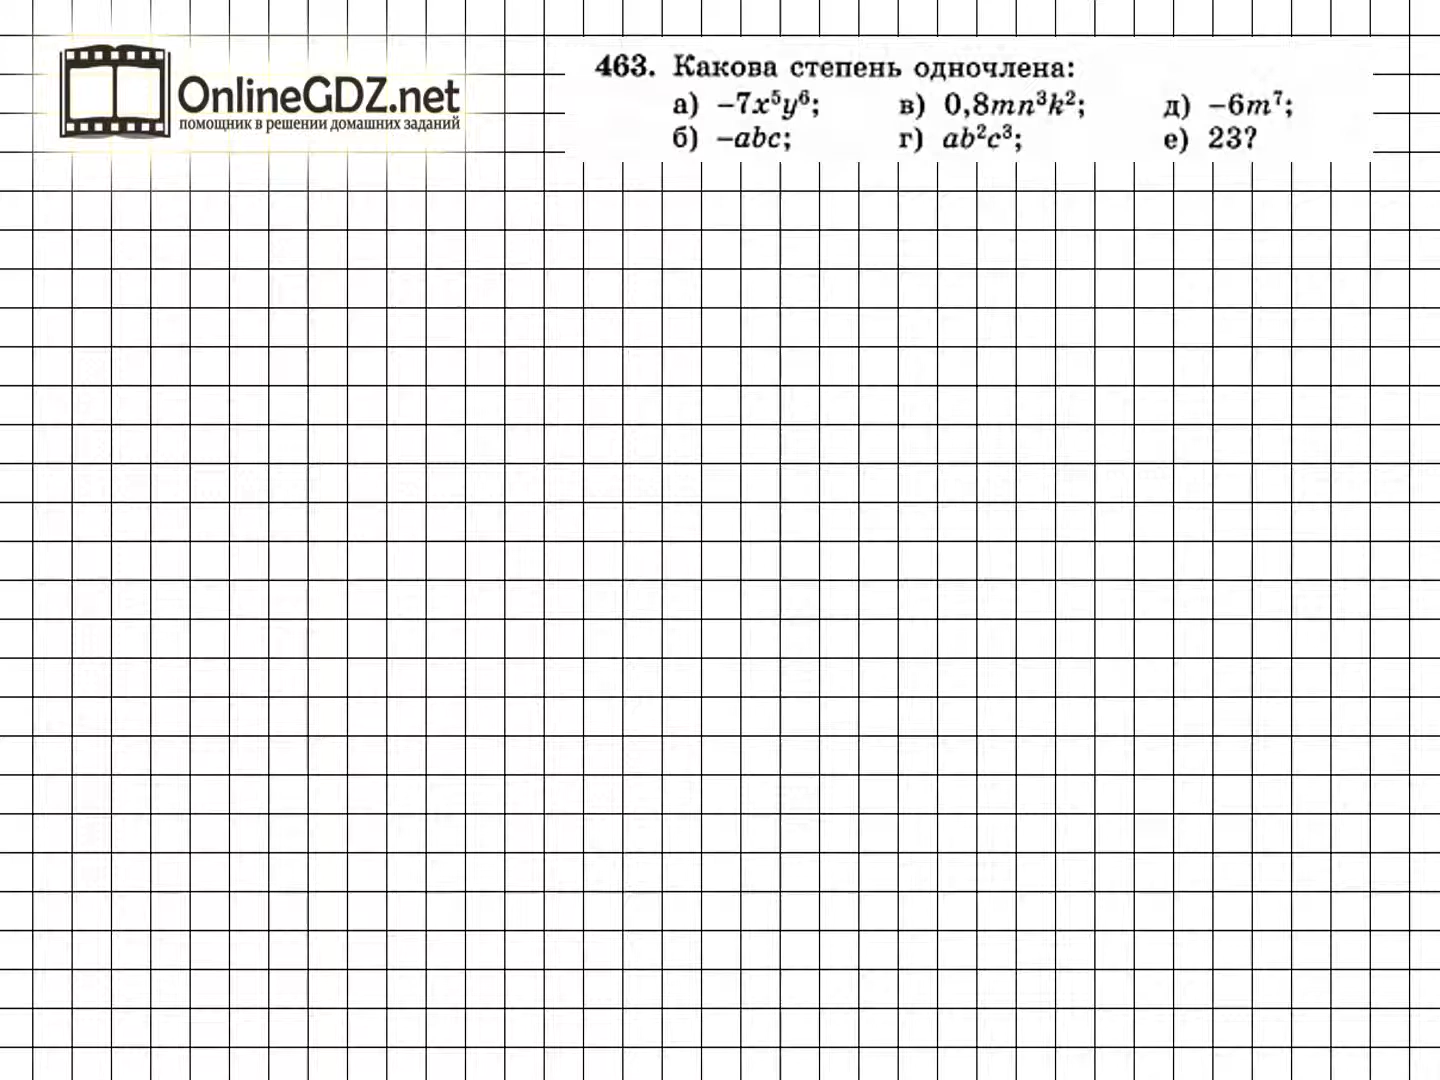 OnlineGDZ.net
помощник в решении домашних заданий
463. Какова степень одночлена:
а) –7x⁵y⁶; в) 0,8mn³k²; д) –6m⁷;
б) –abc; г) ab²c³; е) 23?